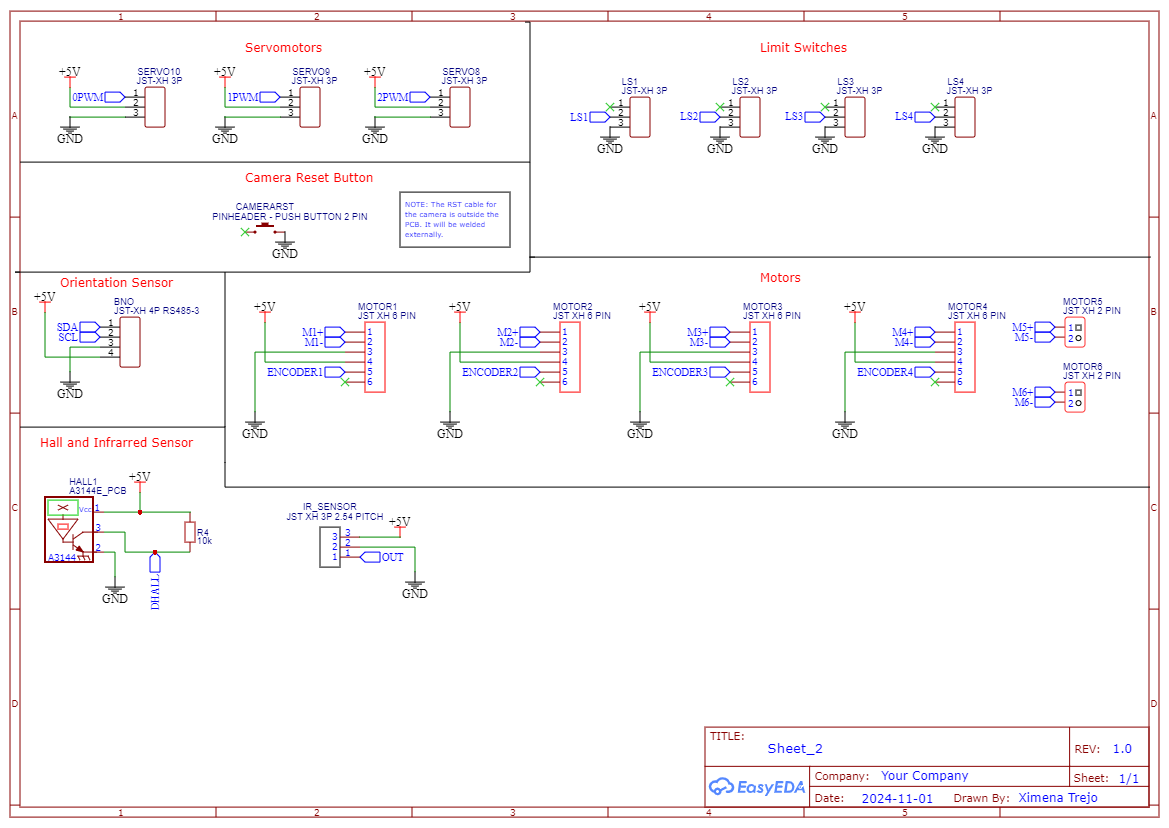 1 2 3 4 5
A
B
C
D
Servomotors
+5V
SERVO10
JST-XH 3P
0PWM
1
2
3
GND
+5V
SERVO9
JST-XH 3P
1PWM
1
2
3
GND
+5V
SERVO8
JST-XH 3P
2PWM
1
2
3
GND
Limit Switches
LS1
JST-XH 3P
LS1
1
2
3
GND
LS2
JST-XH 3P
LS2
1
2
3
GND
LS3
JST-XH 3P
LS3
1
2
3
GND
LS4
JST-XH 3P
LS4
1
2
3
GND
Camera Reset Button
CAMERARST
PINHEADER - PUSH BUTTON 2 PIN
GND
NOTE: The RST cable for
the camera is outside the
PCB. It will be welded
externally.
Orientation Sensor
+5V
BNO
JST-XH 4P RS485-3
SDA
SCL
1
2
3
4
GND
Motors
+5V
MOTOR1
JST XH 6 PIN
M1+
M1-
ENCODER1
1
2
3
4
5
6
GND
+5V
MOTOR2
JST XH 6 PIN
M2+
M2-
ENCODER2
1
2
3
4
5
6
GND
+5V
MOTOR3
JST XH 6 PIN
M3+
M3-
ENCODER3
1
2
3
4
5
6
GND
+5V
MOTOR4
JST XH 6 PIN
M4+
M4-
ENCODER4
1
2
3
4
5
6
GND
MOTOR5
JST XH 2 PIN
M5+
M5-
1
2
MOTOR6
JST XH 2 PIN
M6+
M6-
1
2
Hall and Infrarred Sensor
HALL1
A3144E_PCB
+5V
Vcc
1
3
2
A3144
R4
10k
GND
DHALL
IR_SENSOR
JST XH 3P 2.54 PITCH
+5V
3 3
2 2
1 1
OUT
GND
TITLE:
Sheet_2
REV: 1.0
EasyEDA
Company: Your Company
Sheet: 1/1
Date: 2024-11-01 Drawn By: Ximena Trejo
A
B
C
D
1 2 3 4 5